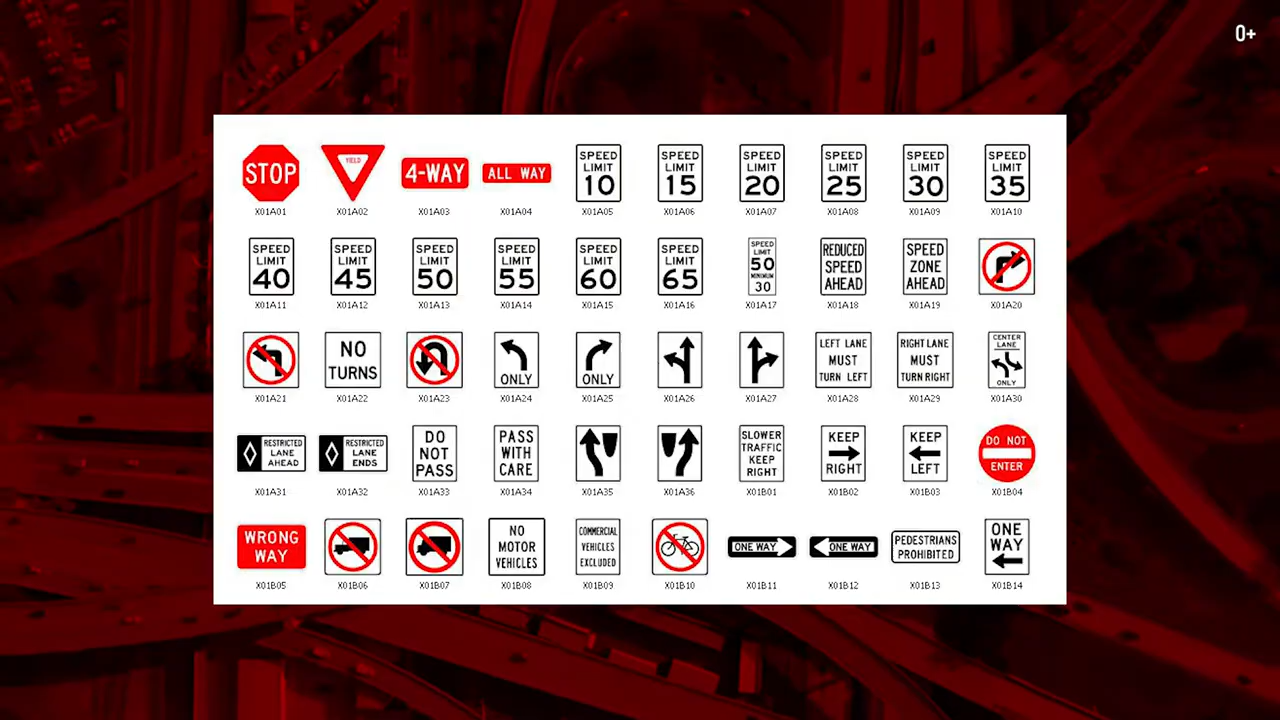 0+
STOP
YIELD
4-WAY
ALL WAY
SPEED
LIMIT
10
SPEED
LIMIT
15
SPEED
LIMIT
20
SPEED
LIMIT
25
SPEED
LIMIT
30
SPEED
LIMIT
35
X01A01 X01A02 X01A03 X01A04 X01A05 X01A06 X01A07 X01A08 X01A09 X01A10
SPEED
LIMIT
40
SPEED
LIMIT
45
SPEED
LIMIT
50
SPEED
LIMIT
55
SPEED
LIMIT
60
SPEED
LIMIT
65
SPEED
LIMIT
50
MINIMUM
30
REDUCED
SPEED
AHEAD
SPEED
ZONE
AHEAD
X01A11 X01A12 X01A13 X01A14 X01A15 X01A16 X01A17 X01A18 X01A19 X01A20
NO
TURNS
ONLY
ONLY
LEFT LANE
MUST
TURN LEFT
RIGHT LANE
MUST
TURN RIGHT
CENTER
LANE
ONLY
X01A21 X01A22 X01A23 X01A24 X01A25 X01A26 X01A27 X01A28 X01A29 X01A30
RESTRICTED
LANE
AHEAD
RESTRICTED
LANE
ENDS
DO
NOT
PASS
PASS
WITH
CARE
SLOWER
TRAFFIC
KEEP
RIGHT
KEEP
RIGHT
KEEP
LEFT
DO NOT
ENTER
X01A31 X01A32 X01A33 X01A34 X01A35 X01A36 X01B01 X01B02 X01B03 X01B04
WRONG
WAY
NO
MOTOR
VEHICLES
COMMERCIAL
VEHICLES
EXCLUDED
ONE WAY
ONE WAY
PEDESTRIANS
PROHIBITED
ONE
WAY
X01B05 X01B06 X01B07 X01B08 X01B09 X01B10 X01B11 X01B12 X01B13 X01B14